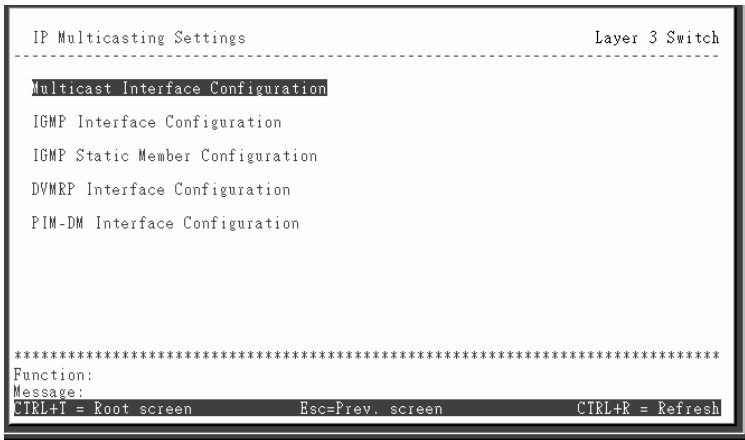 IP Multicasting Settings Layer 3 Switch
--------------------------------------------------------------------------------
Multicast Interface Configuration
IGMP Interface Configuration
IGMP Static Member Configuration
DVMRP Interface Configuration
PIM-DM Interface Configuration
********************************************************************************
Function:
Message:
CTRL+T = Root screen Esc=Prev. screen CTRL+R = Refresh